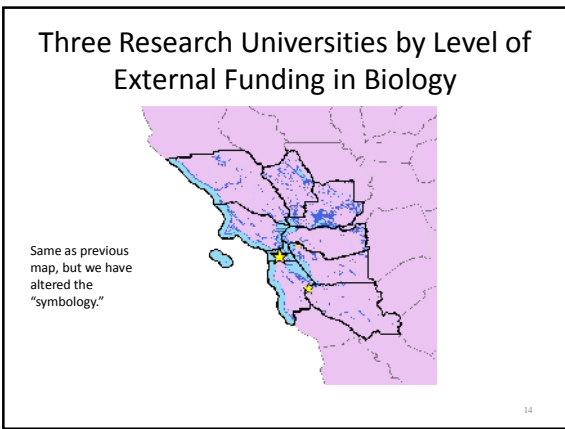 Three Research Universities by Level of
External Funding in Biology
Same as previous
map, but we have
altered the
“symbology.”
14